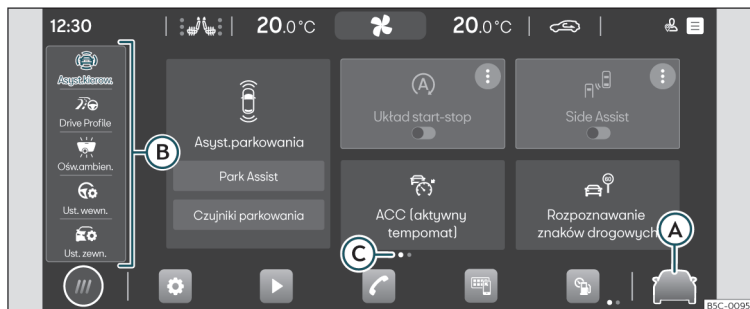 12:30
20.0°C
20.0°C
Asyst.kierow.
Drive Profile
Ośw.ambien.
Ust. wewn.
Ust. zewn.
B
Asyst.parkowania
Park Assist
Czujniki parkowania
A
Układ start-stop
Side Assist
ACC (aktywny
tempomat)
60
Rozpoznawanie
znaków drogowych
C
A
B5C-0095